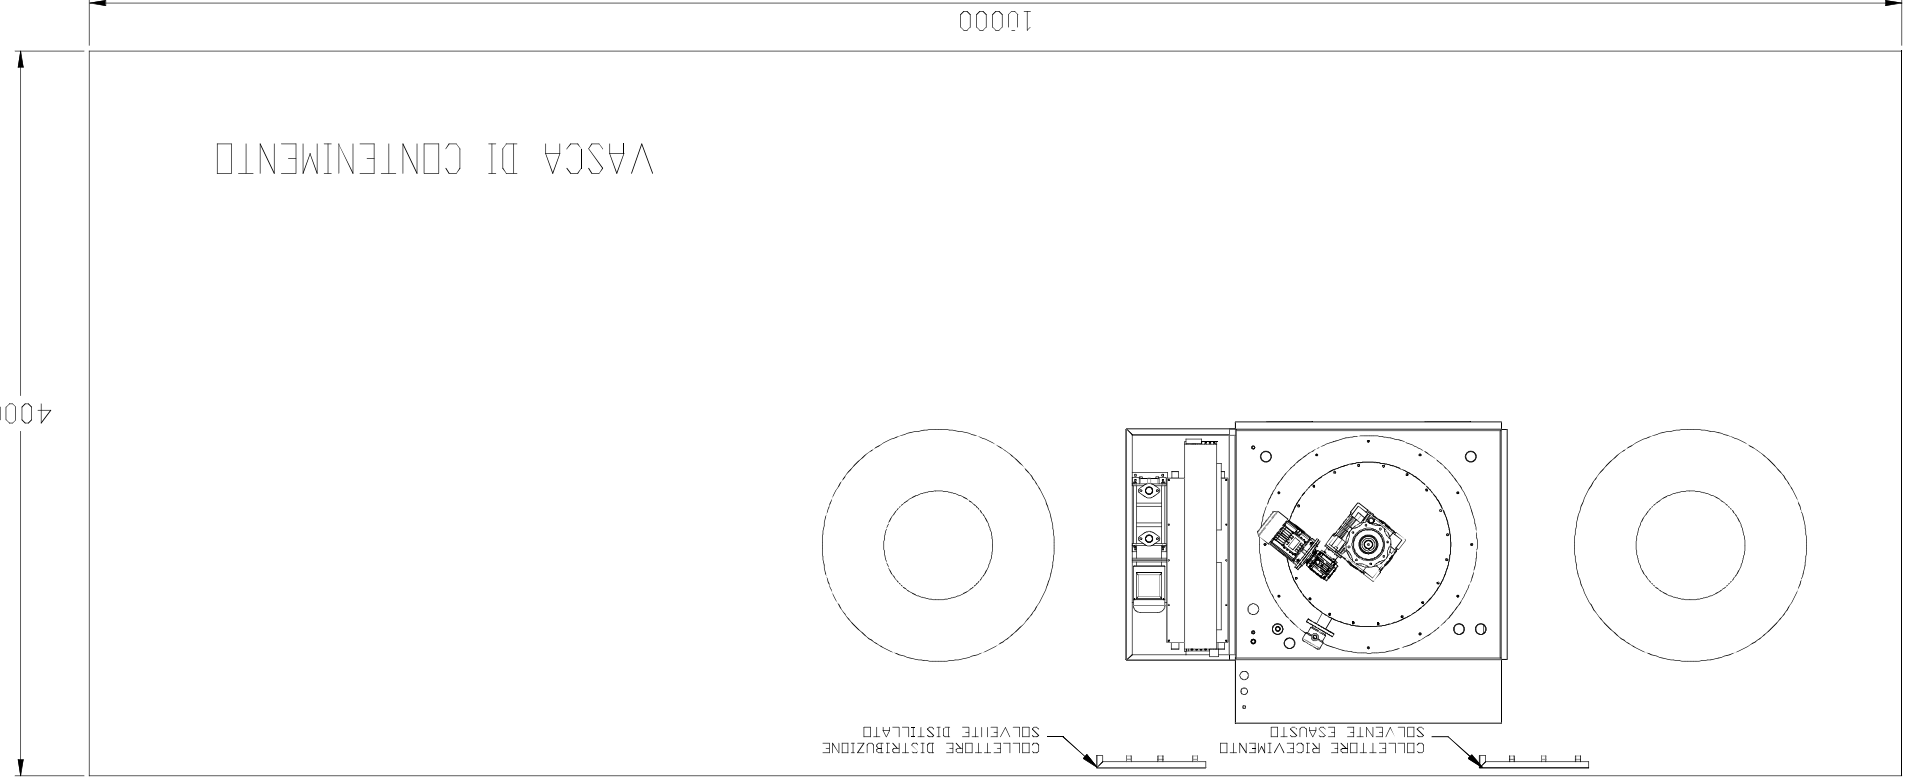 COLLETTORE RICEVIMENTO
SOLVENTE ESAUSTO
COLLETTORE DISTRIBUZIONE
SOLVENTE DISTILLATO
4000
VASCA DI CONTENIMENTO
10000